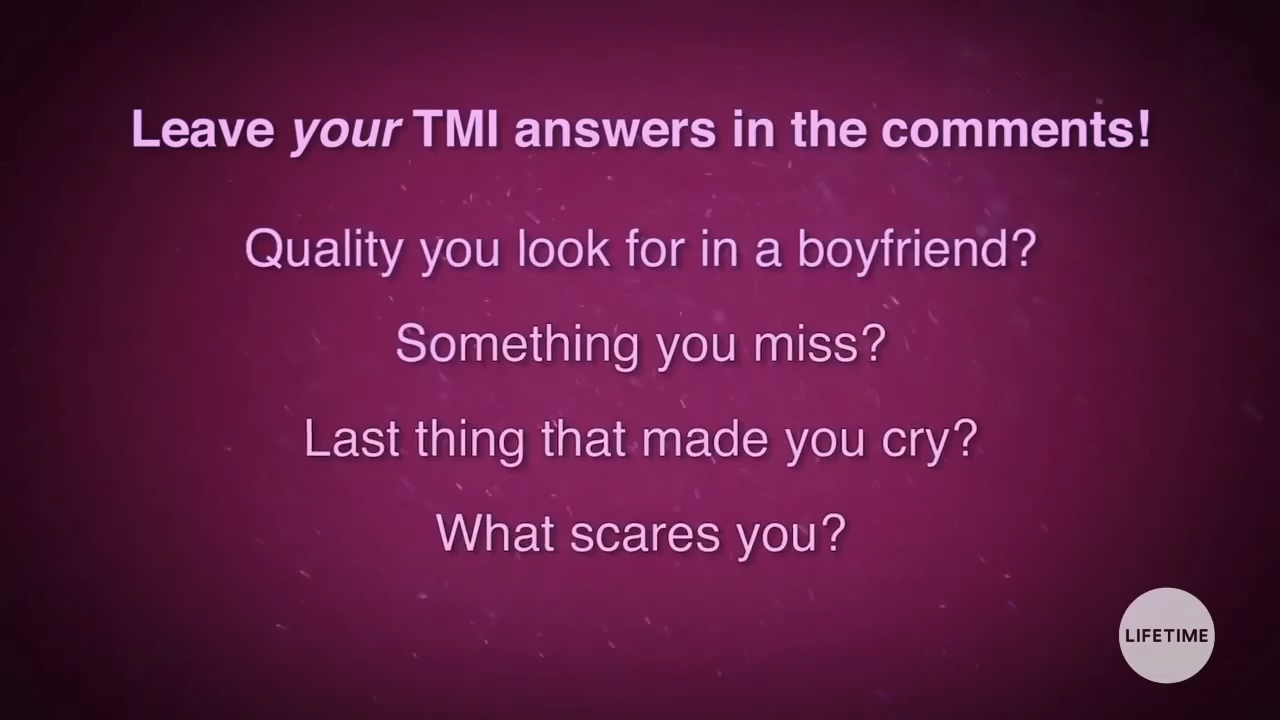 Leave your TMI answers in the comments!
Quality you look for in a boyfriend?
Something you miss?
Last thing that made you cry?
What scares you?
LIFETIME